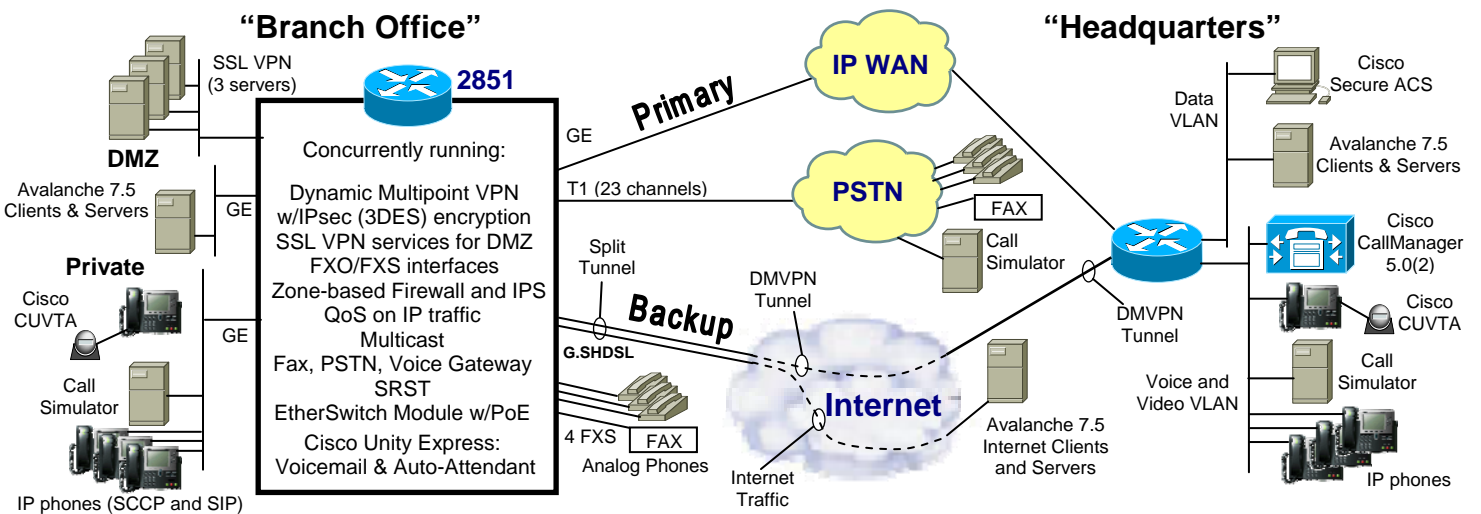 “Branch Office”
“Headquarters”
SSL VPN
(3 servers)
DMZ
Avalanche 7.5
Clients & Servers
GE
Private
Cisco
CUVTA
GE
Call
Simulator
IP phones (SCCP and SIP)
2851
Concurrently running:
Dynamic Multipoint VPN
w/IPsec (3DES) encryption
SSL VPN services for DMZ
FXO/FXS interfaces
Zone-based Firewall and IPS
QoS on IP traffic
Multicast
Fax, PSTN, Voice Gateway
SRST
EtherSwitch Module w/PoE
Cisco Unity Express:
Voicemail & Auto-Attendant
GE
Primary
IP WAN
T1 (23 channels)
PSTN
FAX
Call
Simulator
Split
Tunnel
Backup
G.SHDSL
DMVPN
Tunnel
Internet
4 FXS
FAX
Analog Phones
Internet
Traffic
Avalanche 7.5
Internet Clients
and Servers
DMVPN
Tunnel
Data
VLAN
Cisco
Secure ACS
Avalanche 7.5
Clients & Servers
Cisco
CallManager
5.0(2)
Cisco
CUVTA
Voice and
Video VLAN
Call
Simulator
IP phones